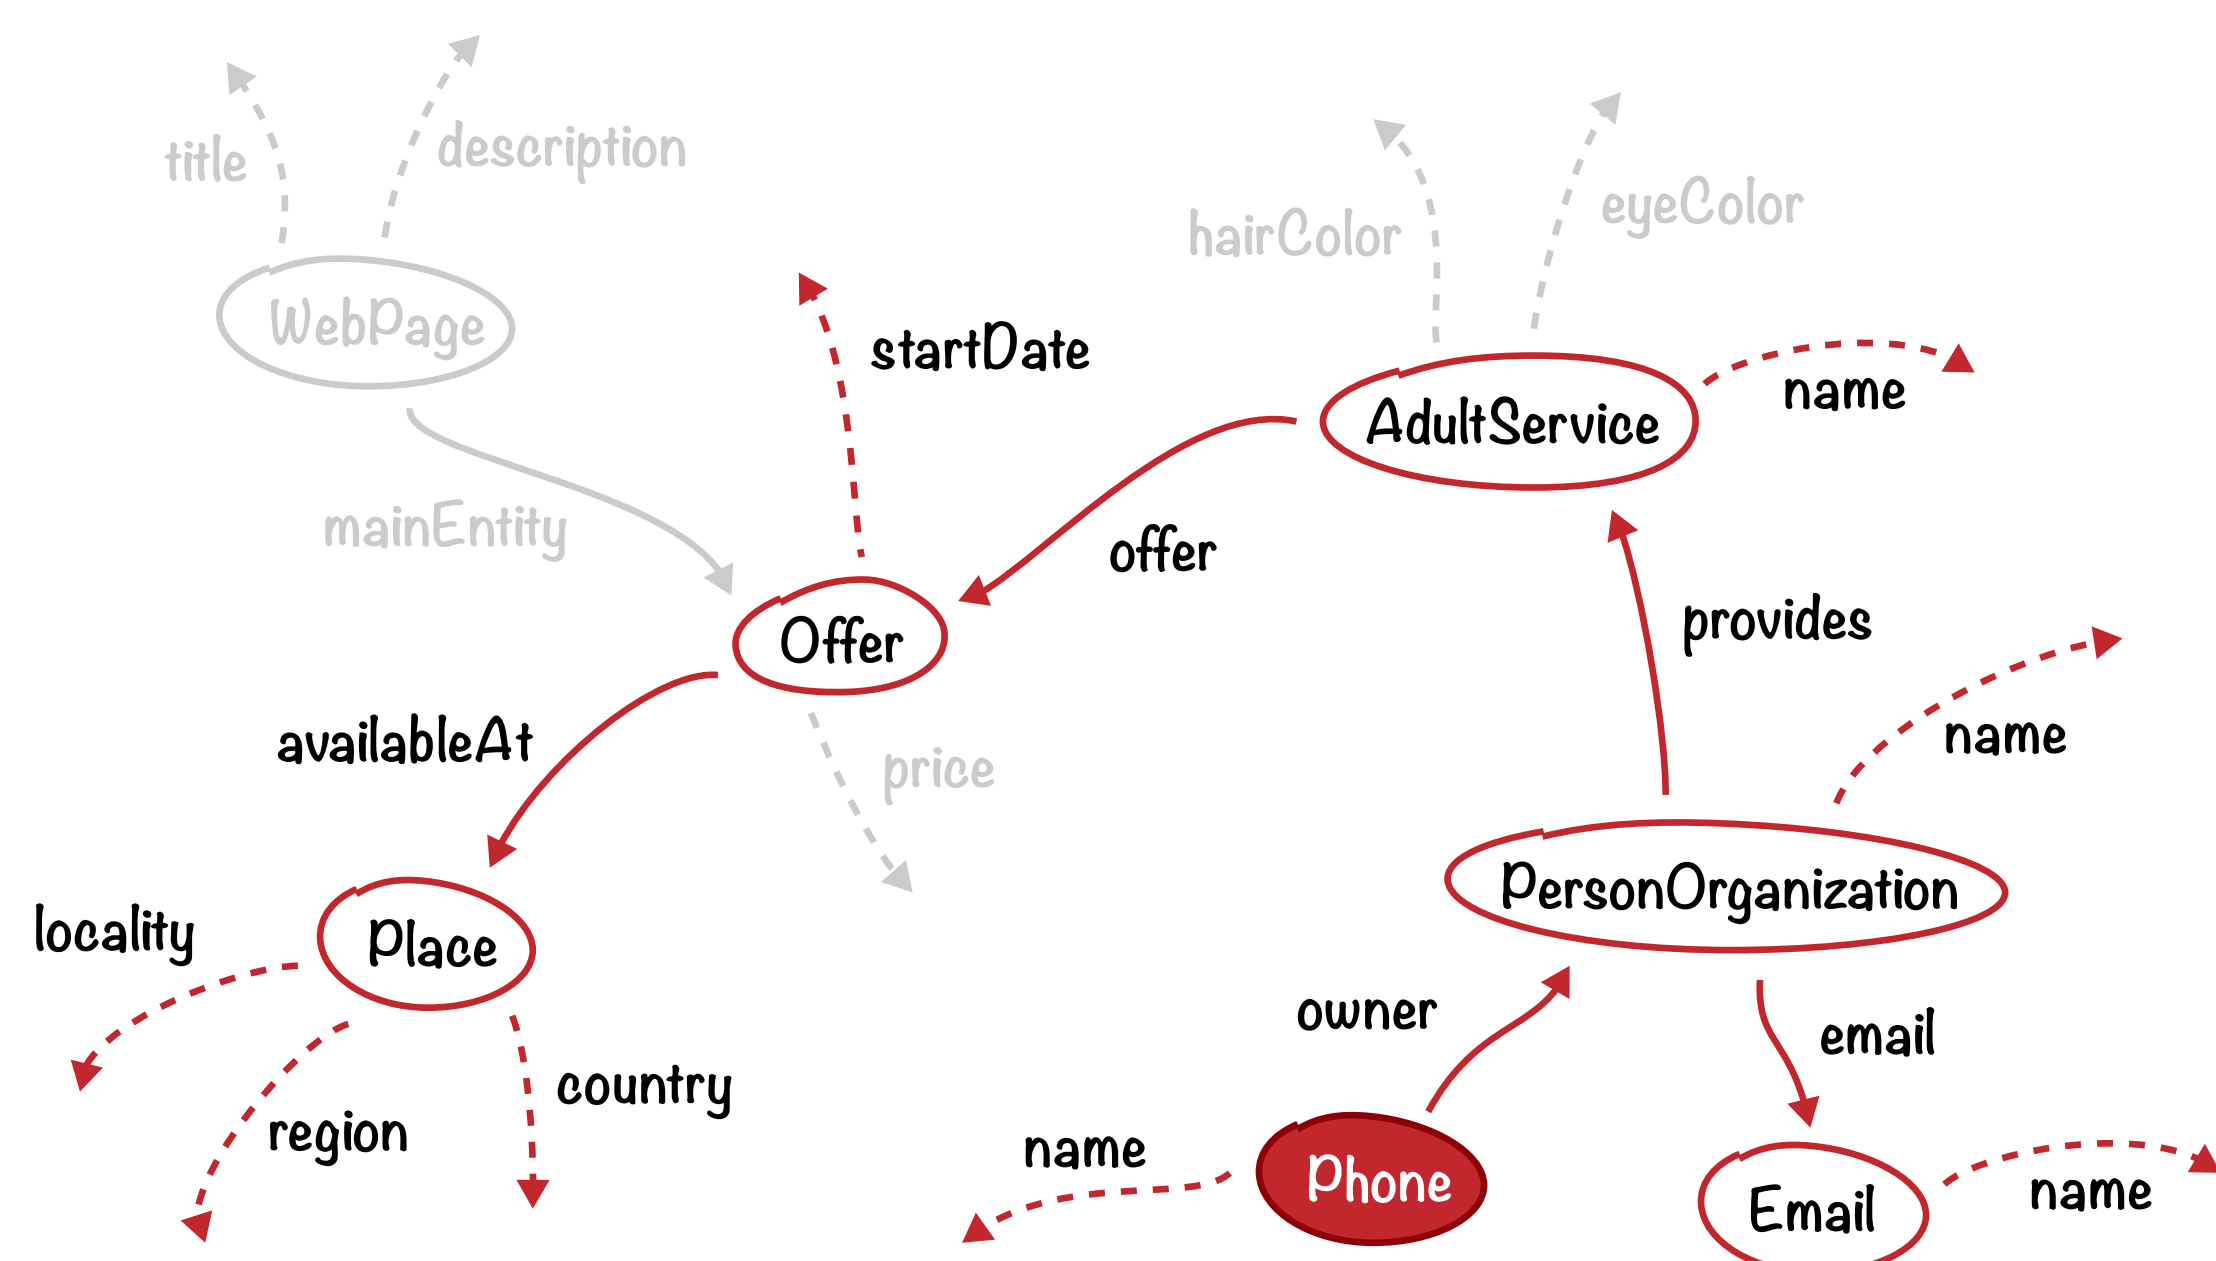 title
description
hairColor
eyeColor
WebPage
startDate
name
AdultService
mainEntity
offer
provides
Offer
name
availableAt
price
PersonOrganization
locality
Place
owner
email
country
region
name
Phone
Email
name